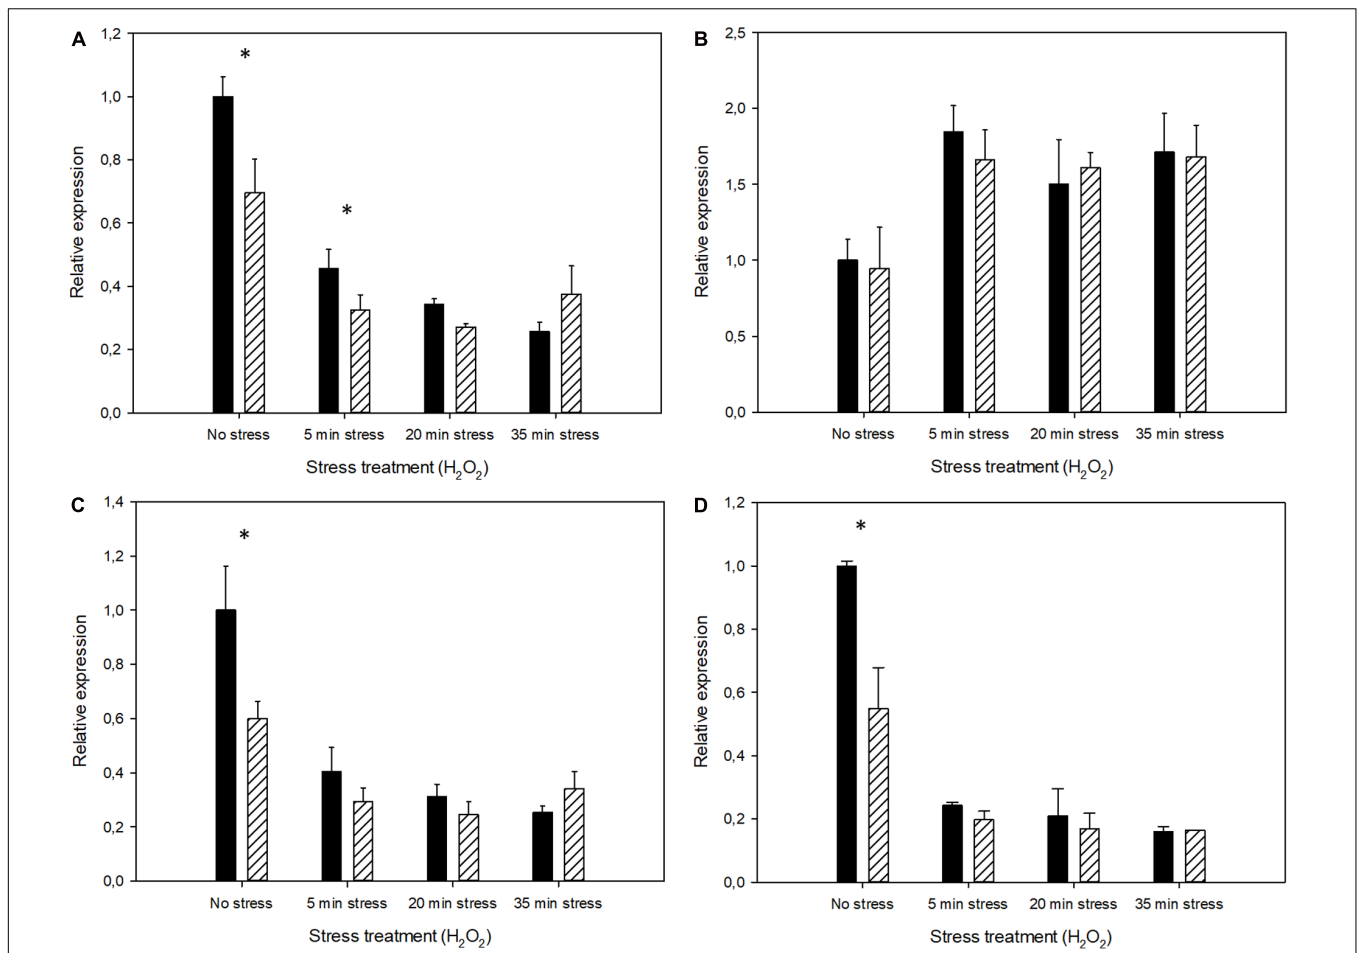 A
1,2
*
1,0
0,8
*
0,6
0,4
0,2
0,0
Relative expression
No stress 5 min stress 20 min stress 35 min stress
Stress treatment (H₂O₂)
B
2,5
2,0
1,5
1,0
0,5
0,0
Relative expression
No stress 5 min stress 20 min stress 35 min stress
Stress treatment (H₂O₂)
C
1,4
*
1,2
1,0
0,8
0,6
0,4
0,2
0,0
Relative expression
No stress 5 min stress 20 min stress 35 min stress
Stress treatment (H₂O₂)
D
1,2
*
1,0
0,8
0,6
0,4
0,2
0,0
Relative expression
No stress 5 min stress 20 min stress 35 min stress
Stress treatment (H₂O₂)